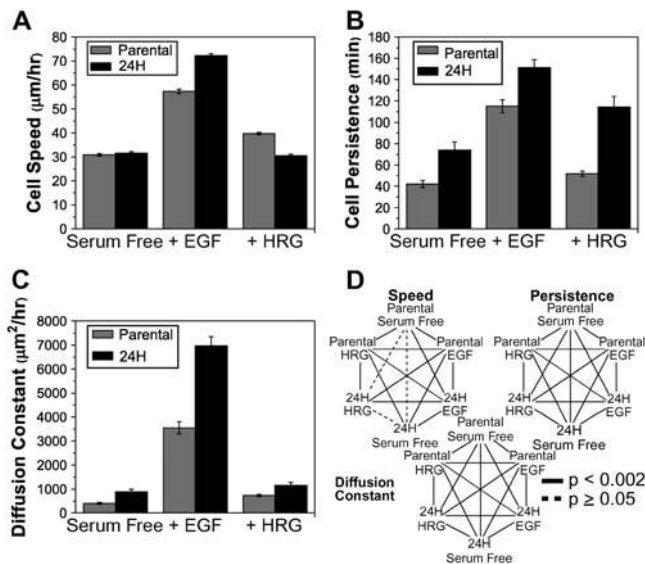 A
Cell Speed (μm/hr)
80
70
60
50
40
30
20
10
0
Parental
24H
Serum Free + EGF + HRG
B
Cell Persistence (min)
180
160
140
120
100
80
60
40
20
0
Parental
24H
Serum Free + EGF + HRG
C
Diffusion Constant (μm²/hr)
8000
7000
6000
5000
4000
3000
2000
1000
0
Parental
24H
Serum Free + EGF + HRG
D
Speed
Parental
Serum Free
Parental Parental
HRG EGF
24H 24H
HRG EGF
24H
Serum Free
Persistence
Parental
Serum Free
Parental Parental
HRG EGF
24H 24H
HRG EGF
24H
Serum Free
Diffusion
Constant
Parental
Serum Free
Parental Parental
HRG EGF
24H 24H
HRG EGF
24H
Serum Free
p < 0.002
p ≥ 0.05